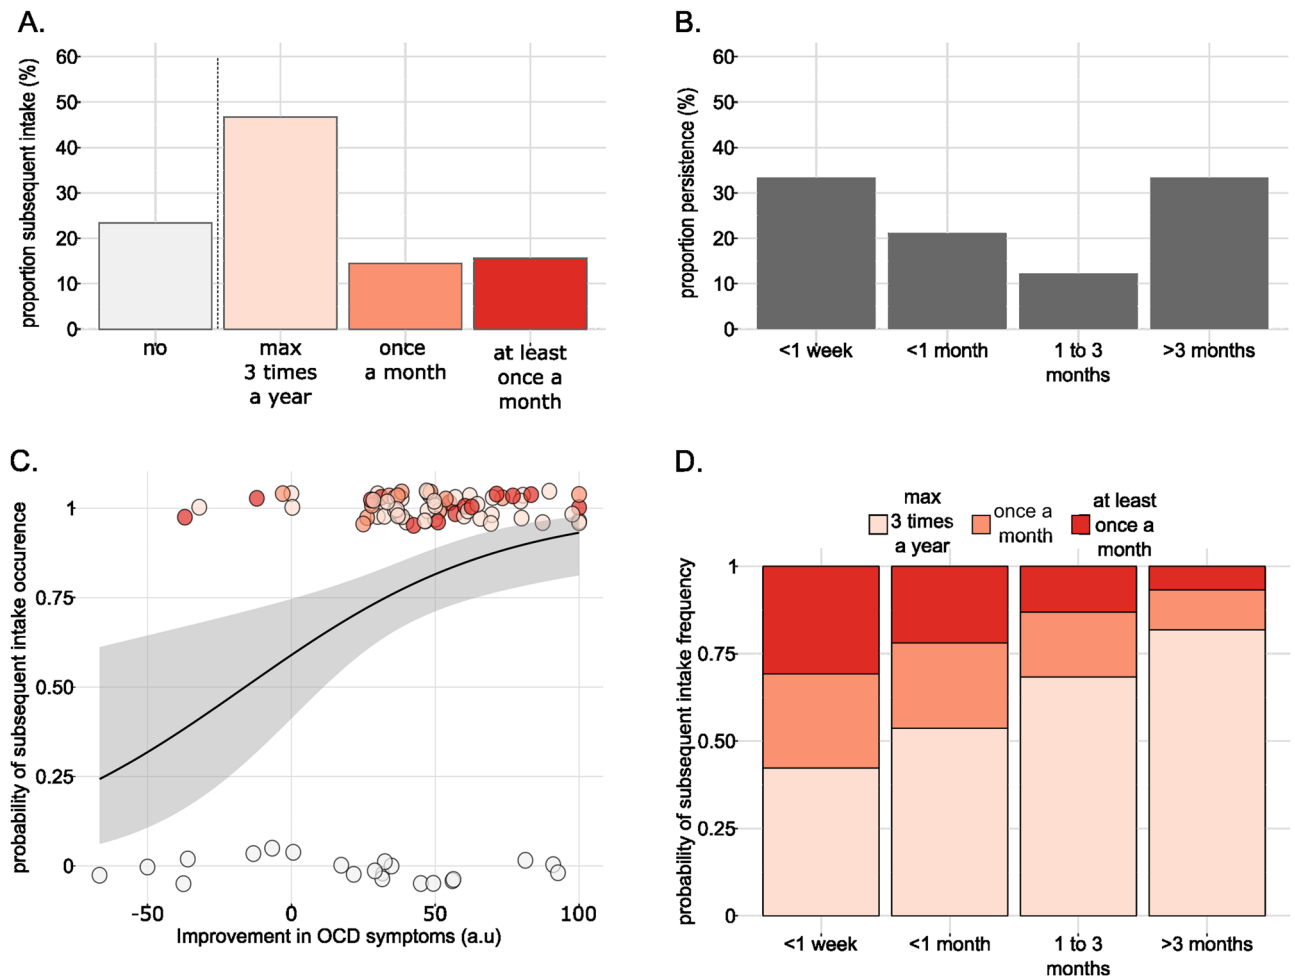 A.
proportion subsequent intake (%)
60
50
40
30
20
10
0
no
max
3 times
a year
once
a month
at least
once a
month
B.
proportion persistence (%)
60
50
40
30
20
10
0
<1 week
<1 month
1 to 3
months
>3 months
C.
probability of subsequent intake occurence
1
0.75
0.50
0.25
0
-50
0
50
100
Improvement in OCD symptoms (a.u)
D.
max
3 times
a year
once a
month
at least
once a
month
probability of subsequent intake frequency
1
0.75
0.50
0.25
0
<1 week
<1 month
1 to 3
months
>3 months